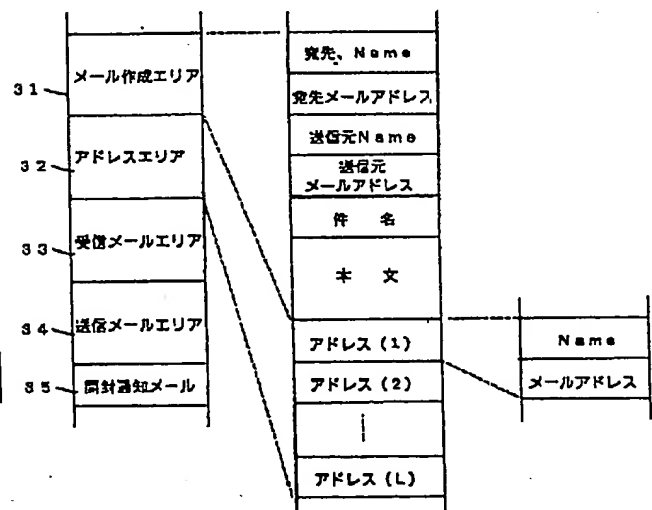 31
メール作成エリア
32
アドレスエリア
33
受信メールエリア
34
送信メールエリア
35
開封通知メール
宛先、Name
宛先メールアドレス
送信元Name
送信元
メールアドレス
件 名
本 文
アドレス(1)
アドレス(2)
アドレス(L)
Name
メールアドレス